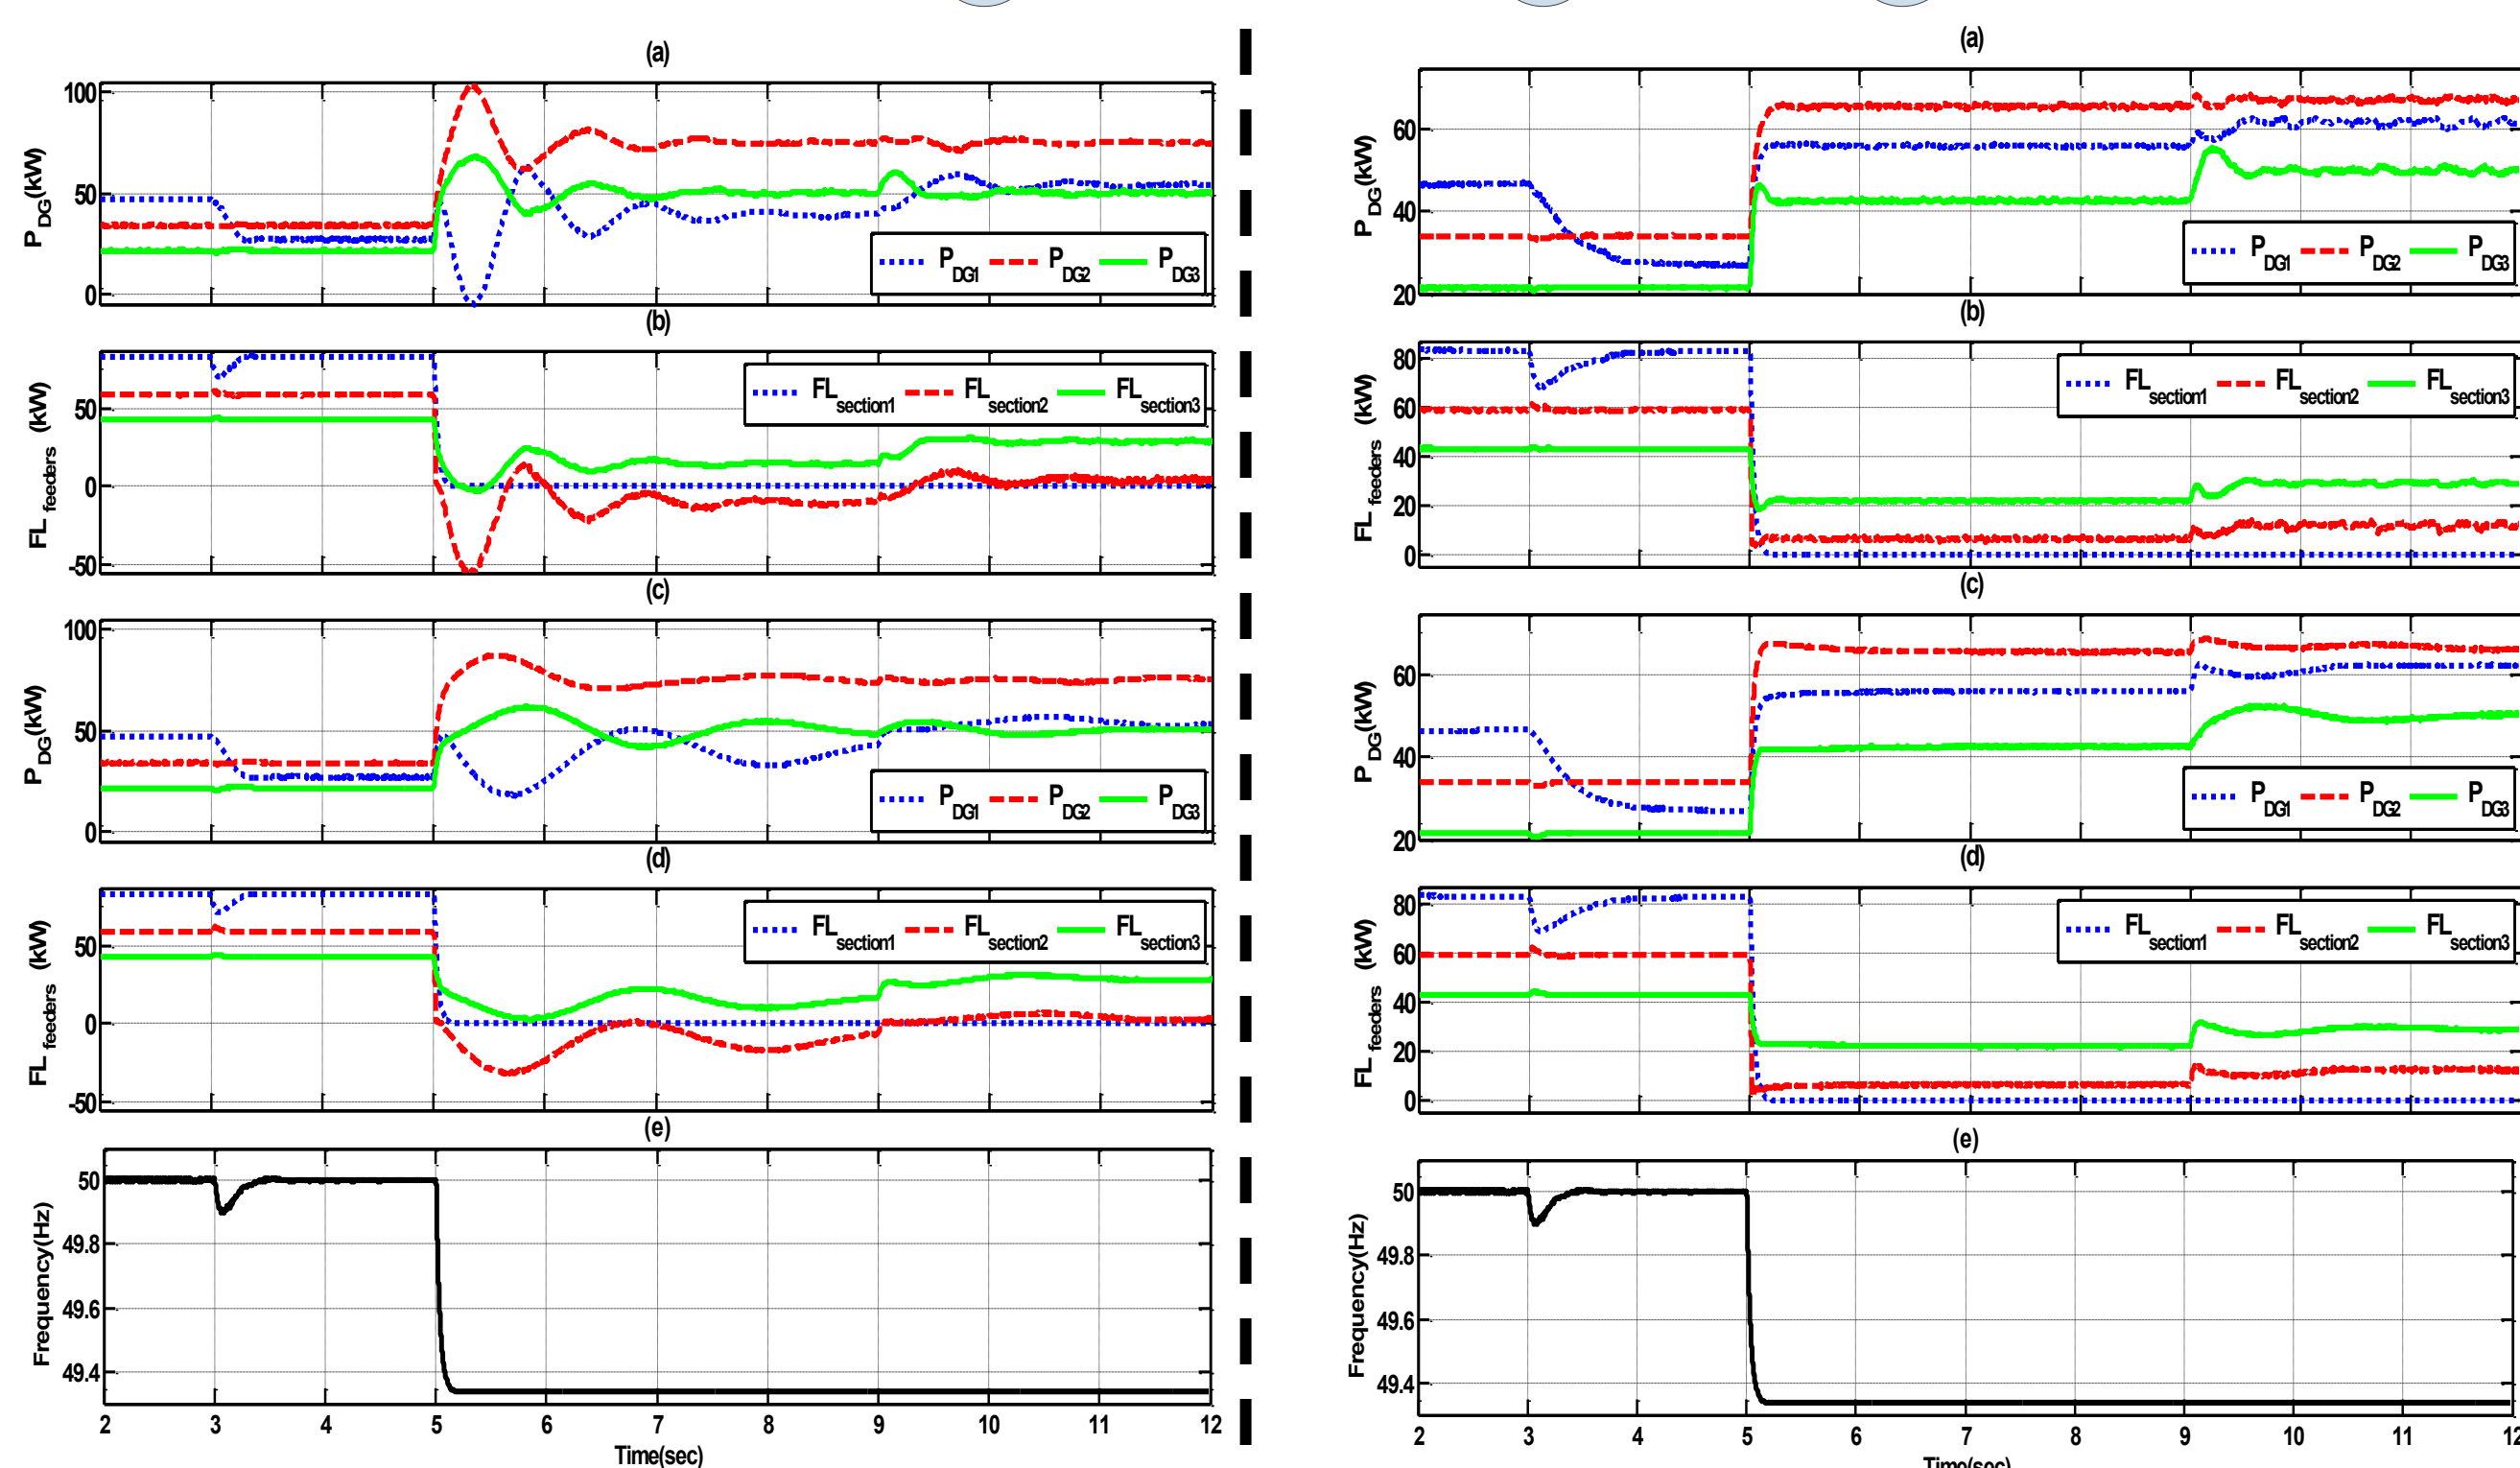 (a)
100
50
0
P DG (kW)
P DG1 P DG2 P DG3
(b)
50
0
-50
FL feeders (kW)
FL section1 FL section2 FL section3
(c)
100
50
0
P DG (kW)
P DG1 P DG2 P DG3
(d)
50
0
-50
FL feeders (kW)
FL section1 FL section2 FL section3
(e)
50
49.8
49.6
49.4
Frequency(Hz)
2 3 4 5 6 7 8 9 10 11 12
Time(sec)
(a)
60
40
20
P DG (kW)
P DG1 P DG2 P DG3
(b)
80
60
40
20
0
FL feeders (kW)
FL section1 FL section2 FL section3
(c)
60
40
20
P DG (kW)
P DG1 P DG2 P DG3
(d)
80
60
40
20
0
FL feeders (kW)
FL section1 FL section2 FL section3
(e)
50
49.8
49.6
49.4
Frequency(Hz)
2 3 4 5 6 7 8 9 10 11 12
Time(sec)